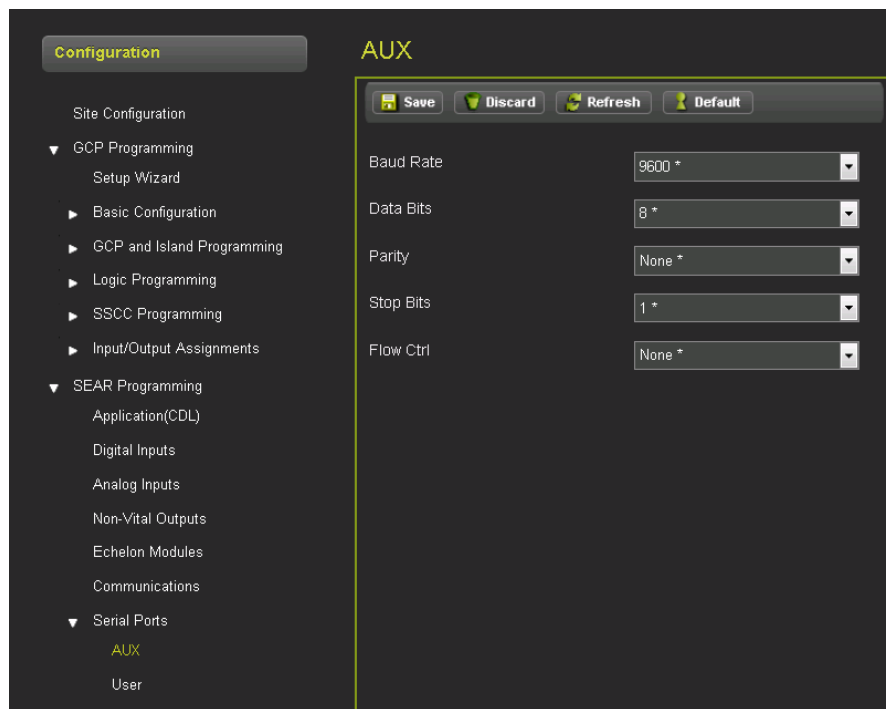 Configuration
Site Configuration
GCP Programming
Setup Wizard
Basic Configuration
GCP and Island Programming
Logic Programming
SSCC Programming
Input/Output Assignments
SEAR Programming
Application(CDL)
Digital Inputs
Analog Inputs
Non-Vital Outputs
Echelon Modules
Communications
Serial Ports
AUX
User
AUX
Save Discard Refresh Default
Baud Rate 9600 *
Data Bits 8 *
Parity None *
Stop Bits 1 *
Flow Ctrl None *